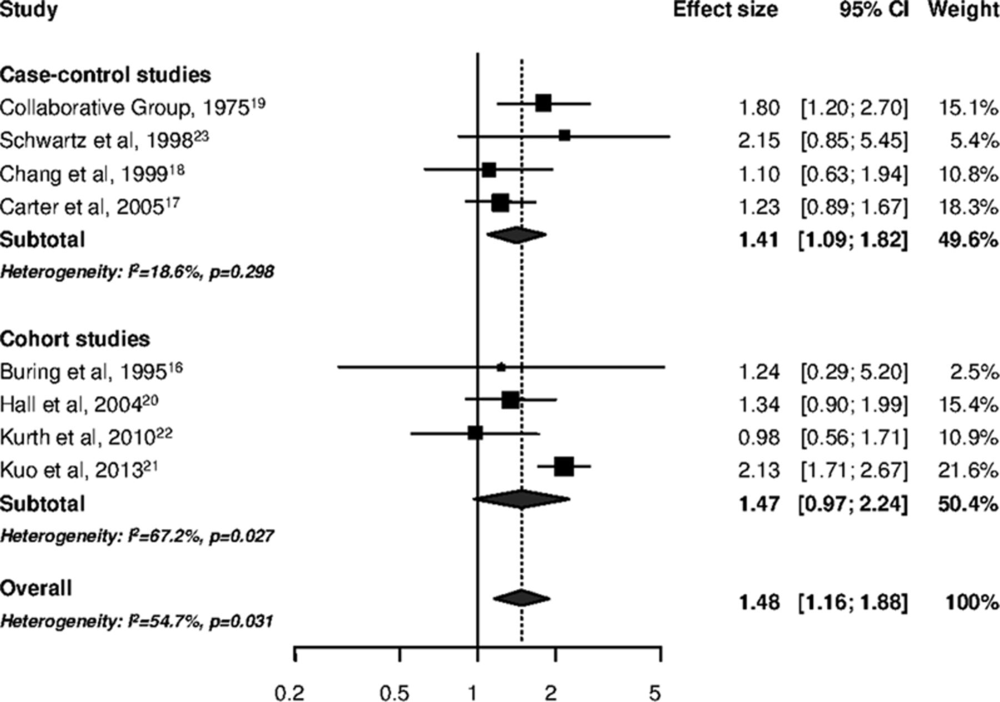 Study Effect size 95% CI Weight
Case-control studies
Collaborative Group, 1975¹⁹ 1.80 [1.20; 2.70] 15.1%
Schwartz et al, 1998²³ 2.15 [0.85; 5.45] 5.4%
Chang et al, 1999¹⁸ 1.10 [0.63; 1.94] 10.8%
Carter et al, 2005¹⁷ 1.23 [0.89; 1.67] 18.3%
Subtotal 1.41 [1.09; 1.82] 49.6%
Heterogeneity: I²=18.6%, p=0.298
Cohort studies
Buring et al, 1995¹⁶ 1.24 [0.29; 5.20] 2.5%
Hall et al, 2004²⁰ 1.34 [0.90; 1.99] 15.4%
Kurth et al, 2010²² 0.98 [0.56; 1.71] 10.9%
Kuo et al, 2013²¹ 2.13 [1.71; 2.67] 21.6%
Subtotal 1.47 [0.97; 2.24] 50.4%
Heterogeneity: I²=67.2%, p=0.027
Overall 1.48 [1.16; 1.88] 100%
Heterogeneity: I²=54.7%, p=0.031
0.2 0.5 1 2 5